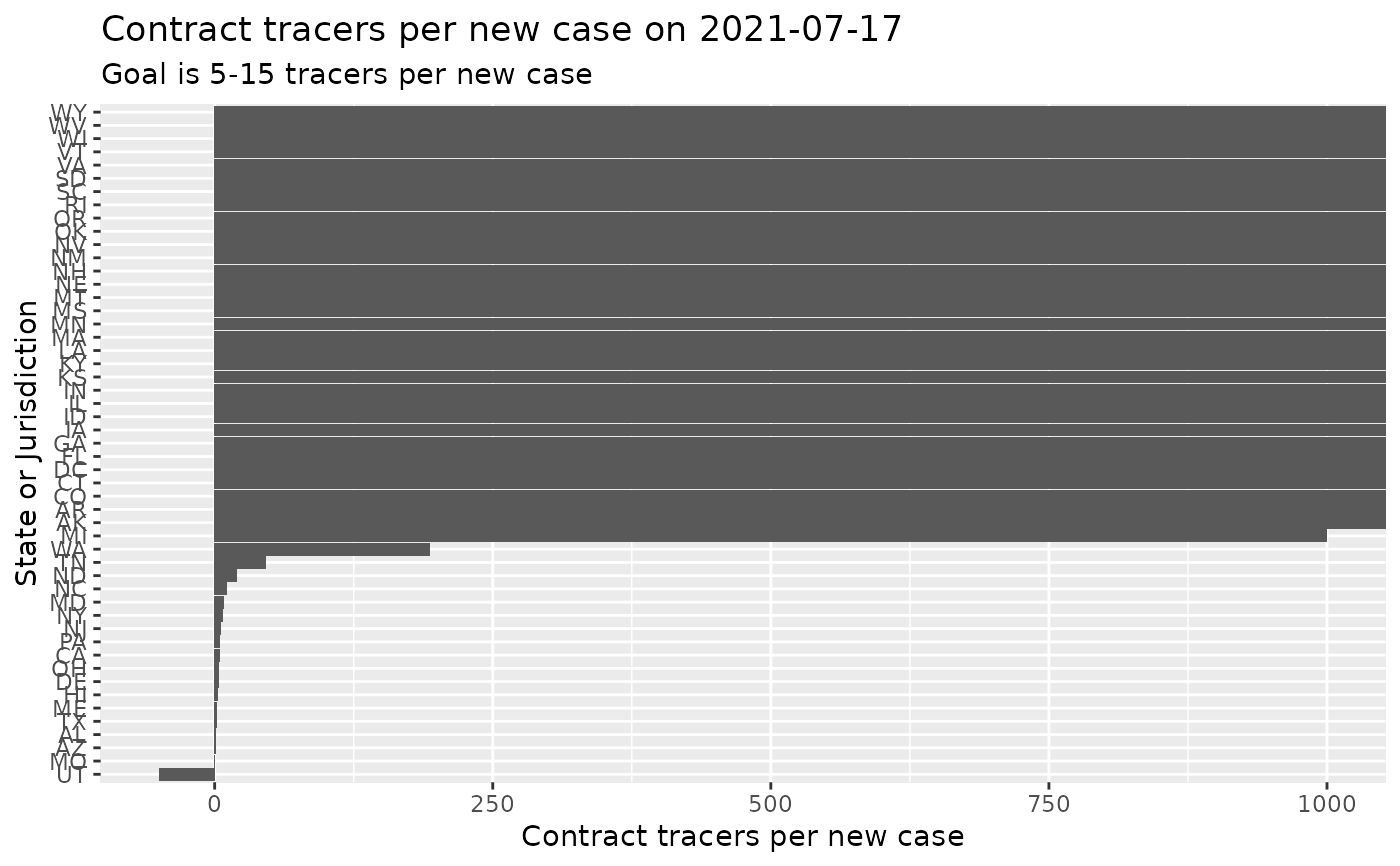 Contract tracers per new case on 2021-07-17
Goal is 5-15 tracers per new case
State or Jurisdiction
WY
WV
WI
VT
VA
SD
SC
RI
OR
OK
NV
NM
NH
NE
MT
MS
MN
MA
LA
KY
KS
IN
IL
ID
IA
GA
FL
DC
CT
CO
AR
AK
MI
WA
TN
ND
NC
MD
NY
NJ
PA
CA
OH
DE
HI
ME
TX
AL
AZ
MO
UT
0 250 500 750 1000
Contract tracers per new case